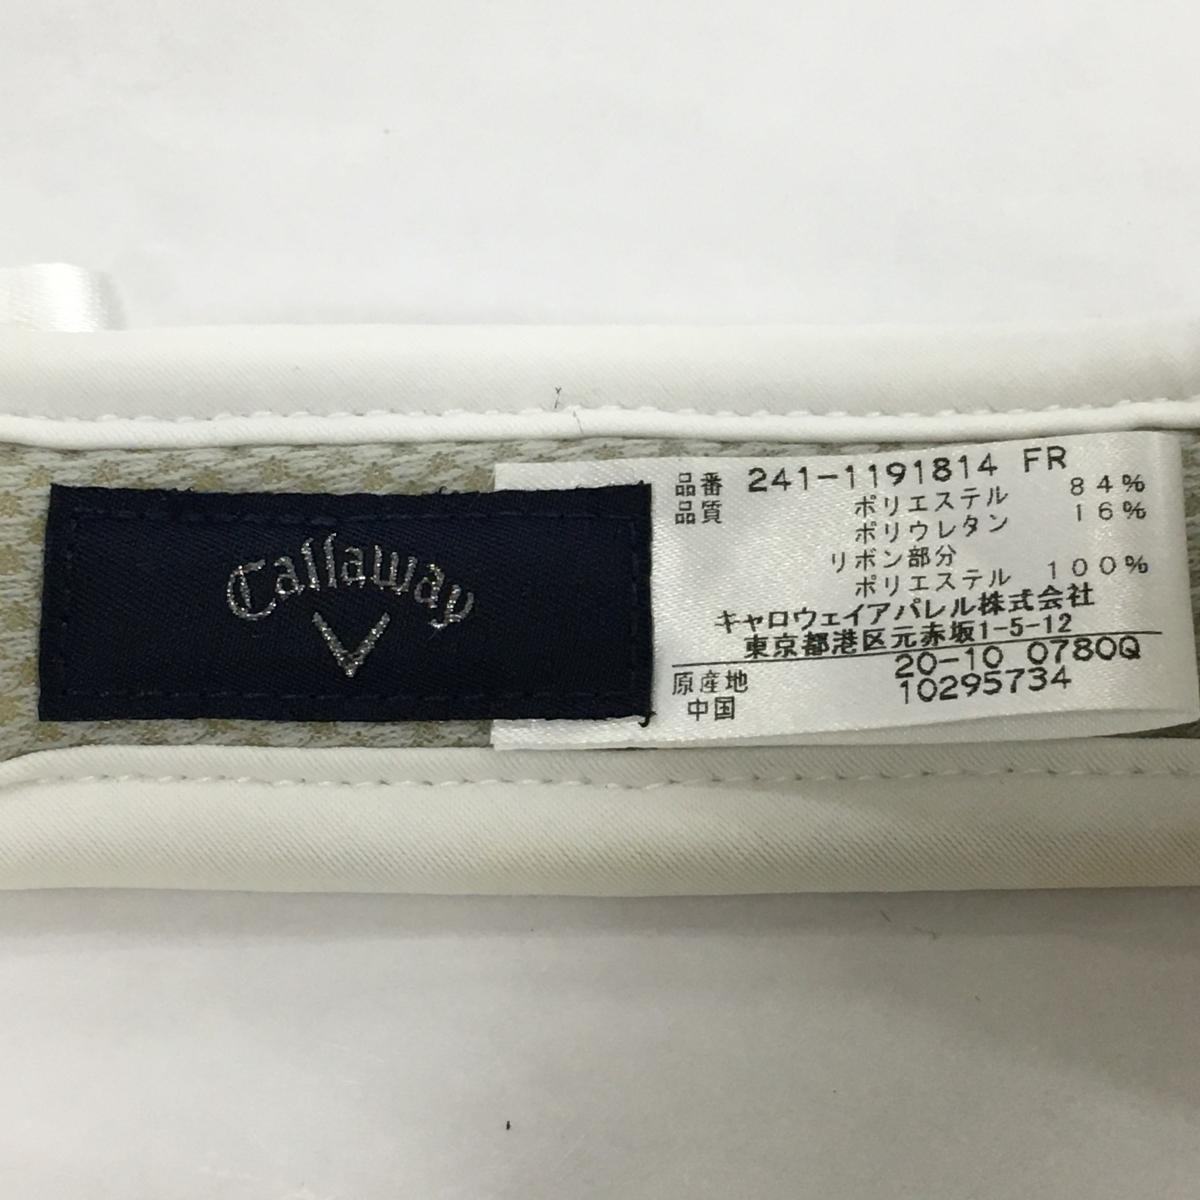 Callaway
品番 241-1191814 FR
品質 ポリエステル 84%
ポリウレタン 16%
リボン部分
ポリエステル 100%
キャロウェイアパレル株式会社
東京都港区元赤坂1-5-12
20-10 0780Q
原産地 10295734
中国